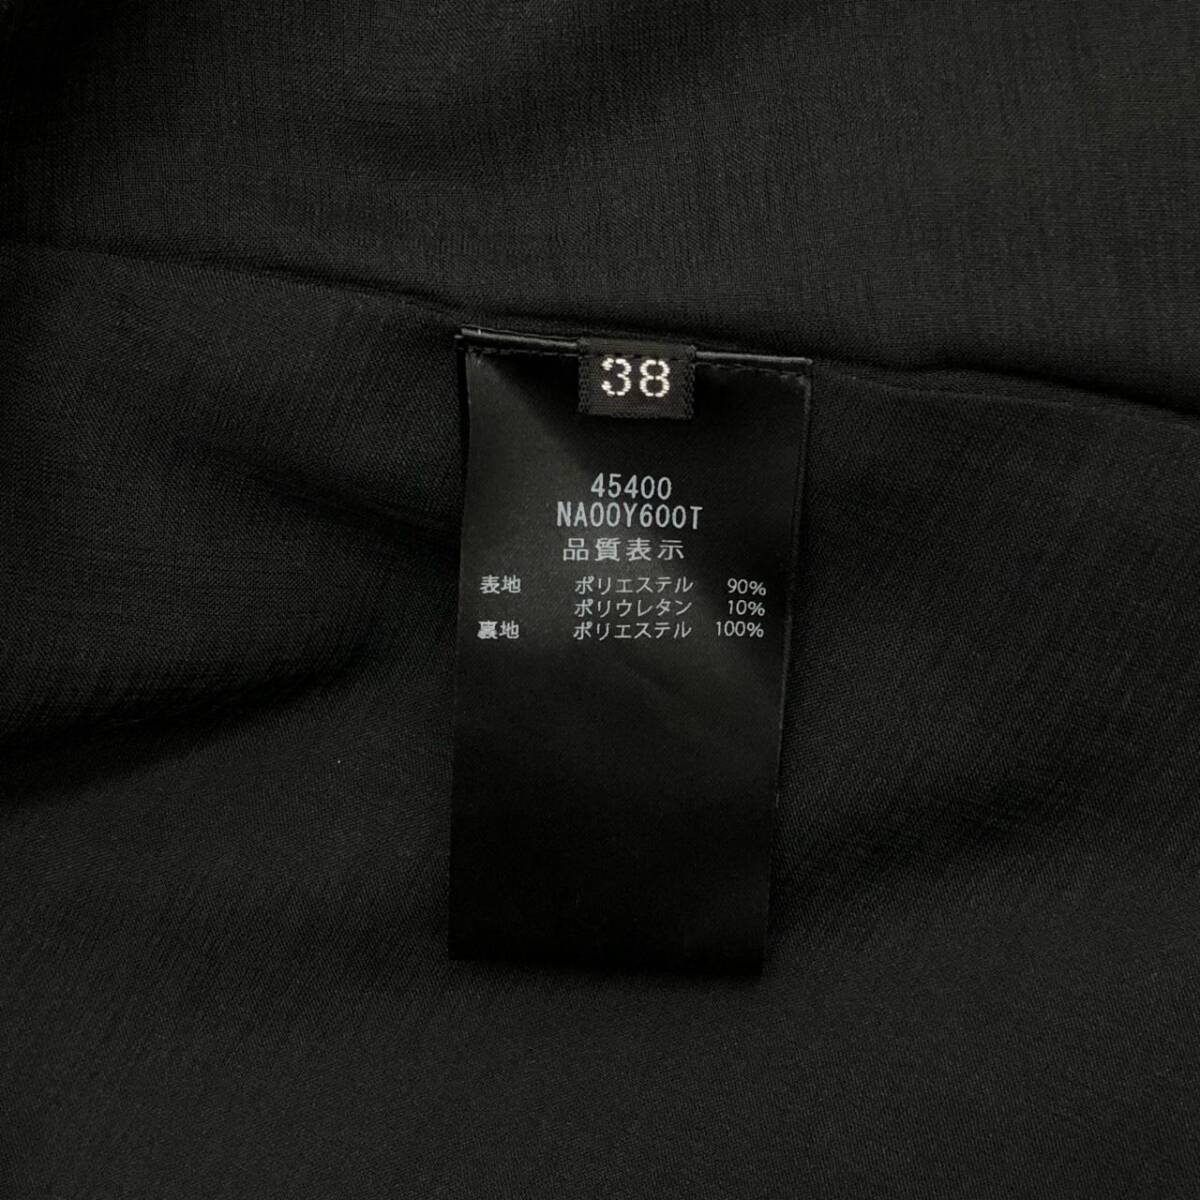 38
45400
NA00Y600T
品質表示
表地 ポリエステル 90%
ポリウレタン 10%
裏地 ポリエステル 100%